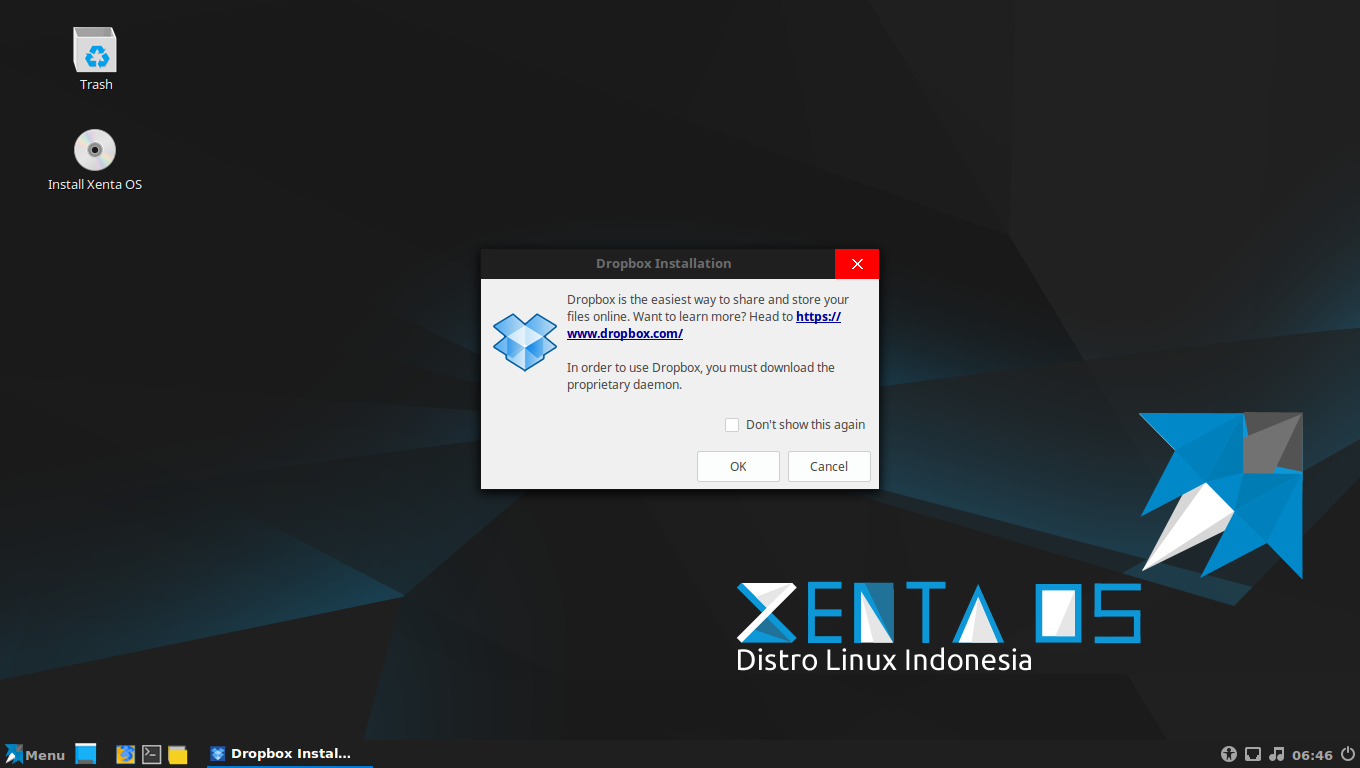 Trash
Install Xenta OS
Dropbox Installation
Dropbox is the easiest way to share and store your
files online. Want to learn more? Head to https://
www.dropbox.com/
In order to use Dropbox, you must download the
proprietary daemon.
Don't show this again
OK Cancel
XENTA OS
Distro Linux Indonesia
Menu Dropbox Instal... 06:46